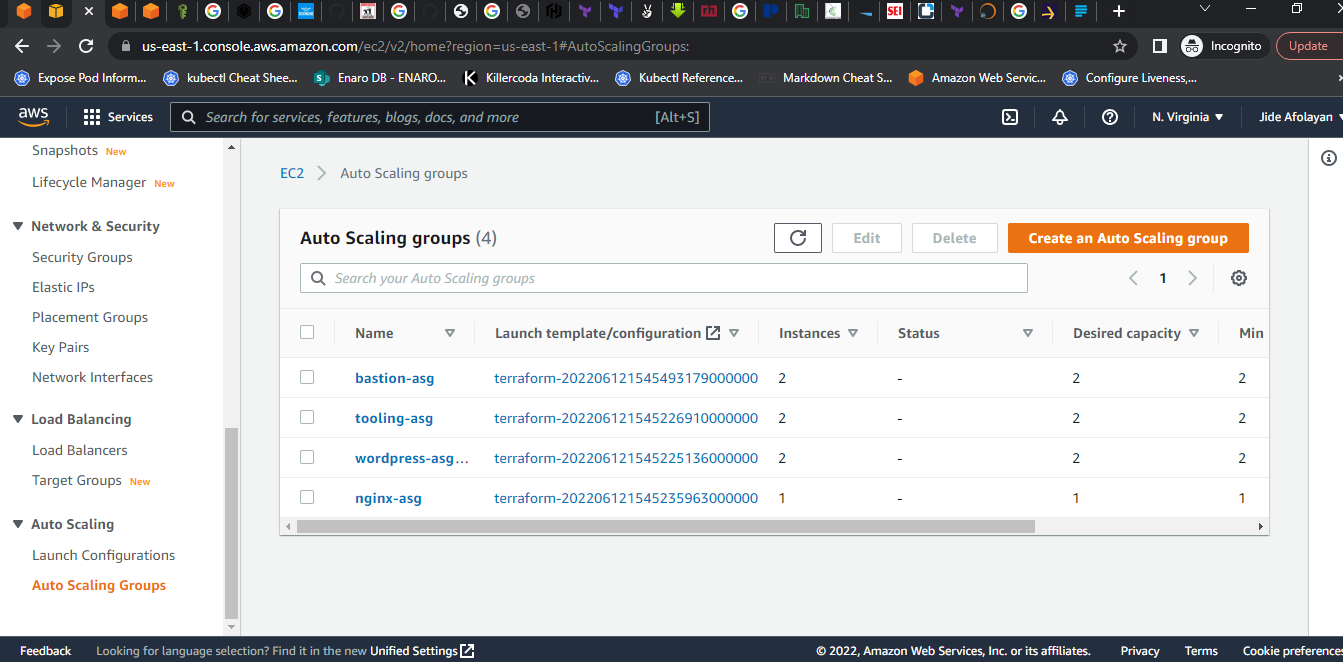 us-east-1.console.aws.amazon.com/ec2/v2/home?region=us-east-1#AutoScalingGroups:
Incognito
Update
Expose Pod Inform...
kubectl Cheat Shee...
Enaro DB - ENARO...
Killercoda Interactiv...
Kubectl Reference...
Markdown Cheat S...
Amazon Web Servic...
Configure Liveness,...
aws
Services
Search for services, features, blogs, docs, and more
[Alt+S]
N. Virginia
Jide Afolayan
Snapshots New
Lifecycle Manager New
Network & Security
Security Groups
Elastic IPs
Placement Groups
Key Pairs
Network Interfaces
Load Balancing
Load Balancers
Target Groups New
Auto Scaling
Launch Configurations
Auto Scaling Groups
EC2
Auto Scaling groups
Auto Scaling groups (4)
Edit
Delete
Create an Auto Scaling group
Search your Auto Scaling groups
1
Name Launch template/configuration Instances Status Desired capacity Min
bastion-asg terraform-202206121545493179000000 2 - 2 2
tooling-asg terraform-202206121545226910000000 2 - 2 2
wordpress-asg... terraform-202206121545225136000000 2 - 2 2
nginx-asg terraform-202206121545235963000000 1 - 1 1
Feedback
Looking for language selection? Find it in the new Unified Settings
© 2022, Amazon Web Services, Inc. or its affiliates.
Privacy
Terms
Cookie preferences